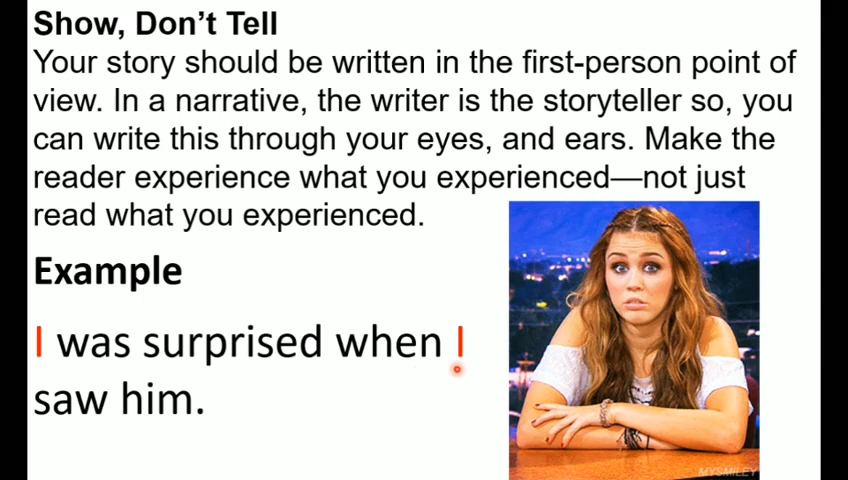 Show, Don’t Tell
Your story should be written in the first-person point of
view. In a narrative, the writer is the storyteller so, you
can write this through your eyes, and ears. Make the
reader experience what you experienced—not just
read what you experienced.
Example
I was surprised when I
saw him.
MYSMILEY